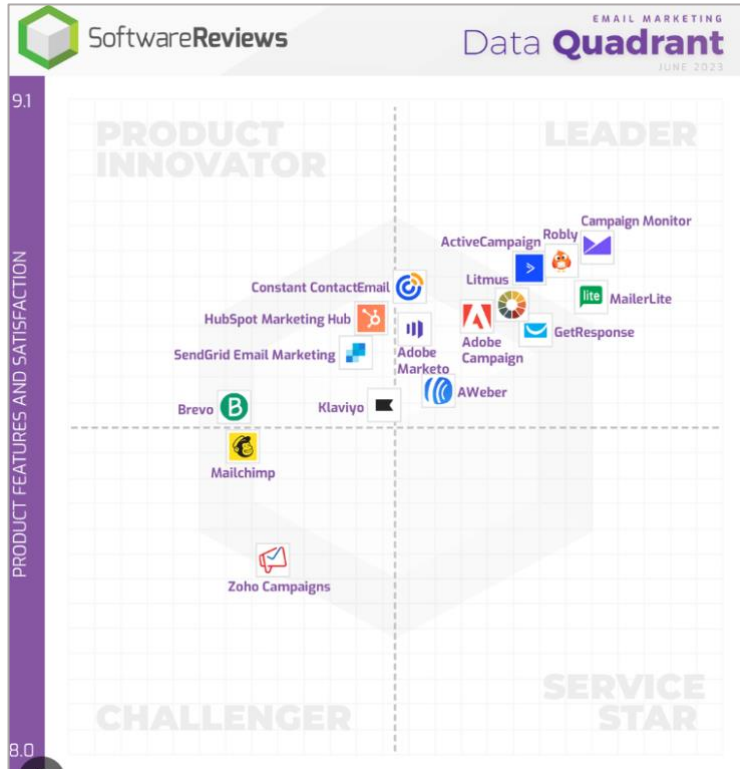 SoftwareReviews
EMAIL MARKETING
Data Quadrant
JUNE 2023
9.1
PRODUCT FEATURES AND SATISFACTION
8.0
PRODUCT
INNOVATOR
LEADER
Campaign Monitor
Robly
ActiveCampaign
Litmus
Constant ContactEmail
lite
MailerLite
HubSpot Marketing Hub
GetResponse
SendGrid Email Marketing
Adobe
Marketo
Adobe
Campaign
AWeber
Klaviyo
Brevo
B
Mailchimp
Zoho Campaigns
CHALLENGER
SERVICE
STAR